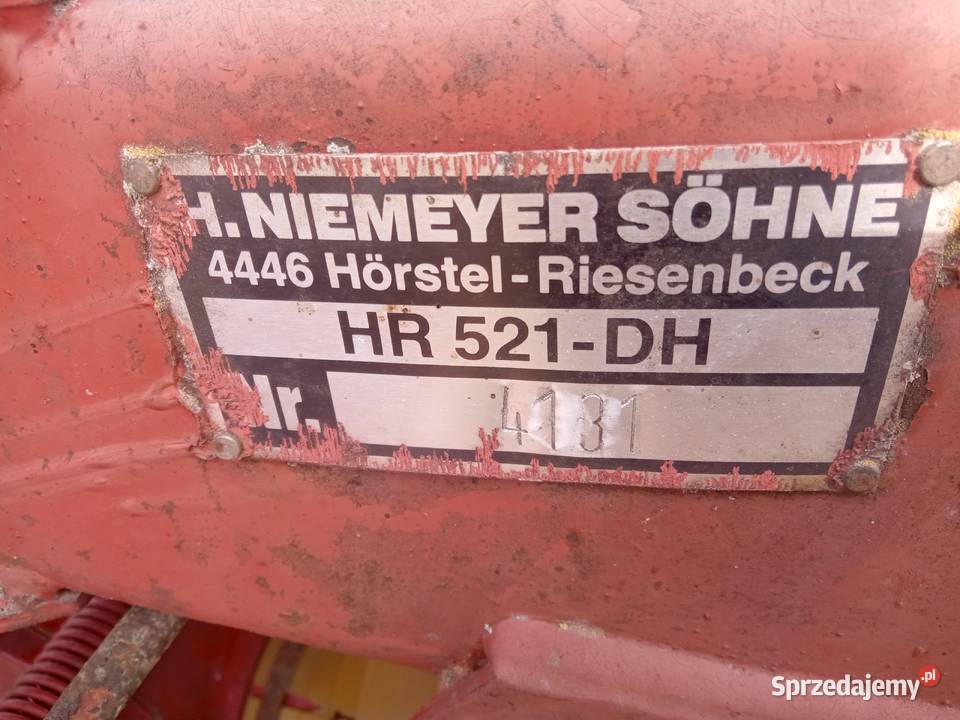 H. NIEMEYER SÖHNE
4446 Hörstel-Riesenbeck
HR 521-DH
Nr. 4131
Sprzedajemy.pl